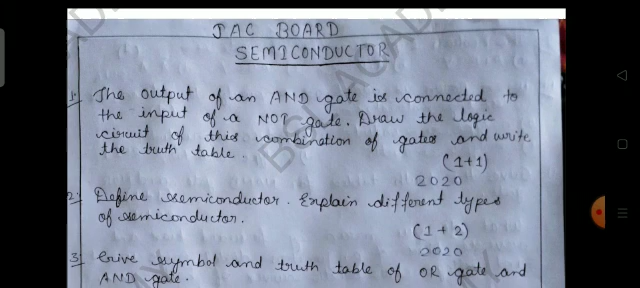 JAC BOARD
SEMICONDUCTOR
1. The output of an AND gate is connected to
the input of a NOT gate. Draw the logic
circuit of this combination of gates and write
the truth table.
(1+1)
2020
2. Define semiconductor. Explain different types
of semiconductor.
(1+2)
2020
3. Give symbol and truth table of OR gate and
AND gate.